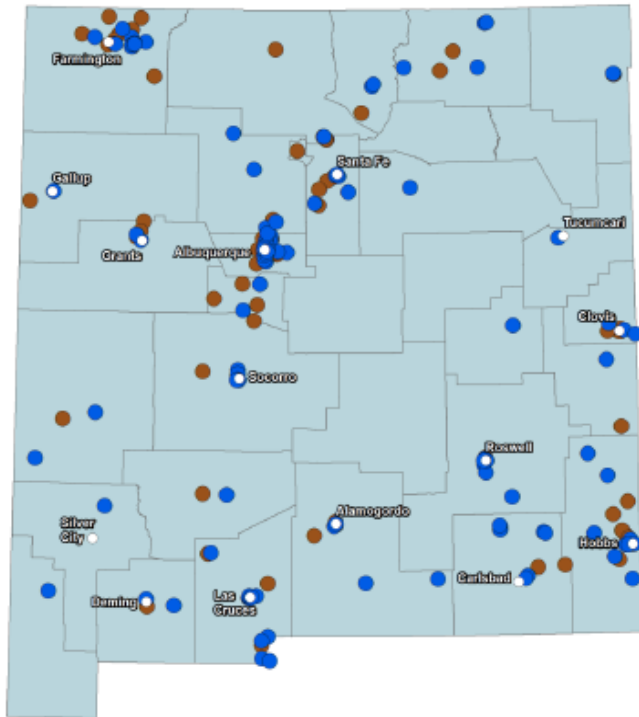 Farmington
Santa Fe
Gallup
Tucumcari
Grants
Albuquerque
Clovis
Socorro
Roswell
Alamogordo
Silver
City
Hobbs
Carlsbad
Deming
Las
Cruces